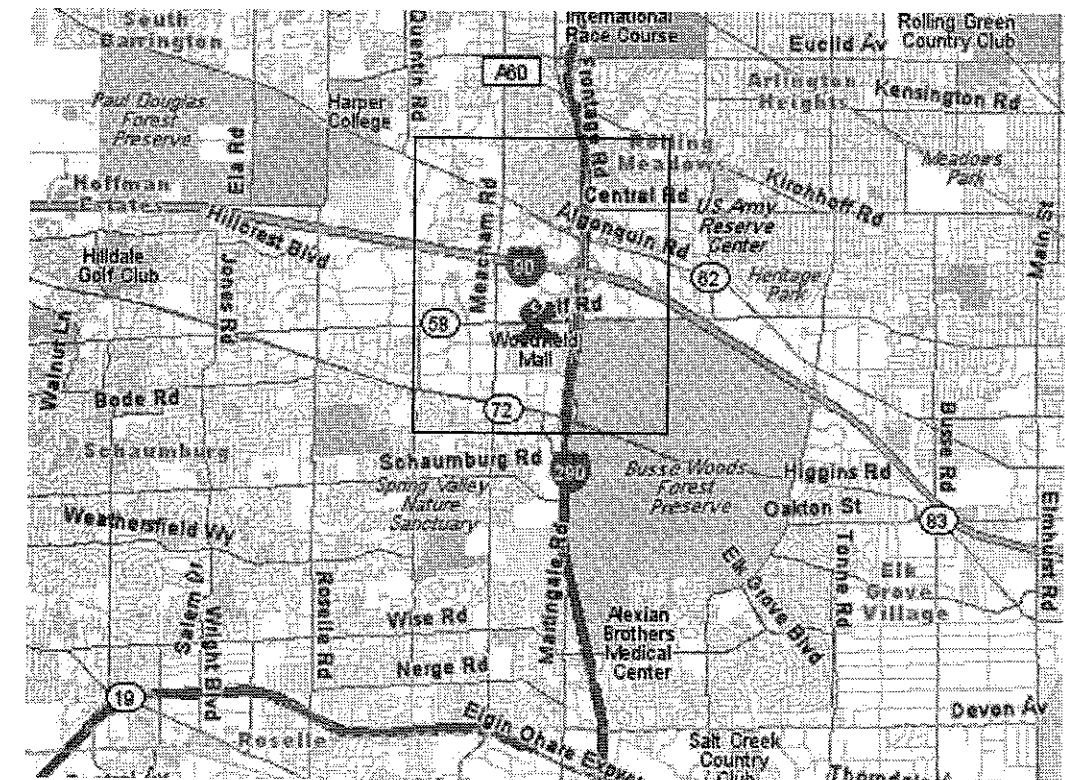 South
Barrington
Quentin Rd
International
Race Course
Rolling Green
Country Club
Euclid Av
A60
Frontage Rd
Arlington
Heights
Kensington Rd
Paul Douglas
Forest
Preserve
Harper
College
Ela Rd
Rolling
Meadows
Meadows
Park
Hoffman
Estates
Meacham Rd
Central Rd
Kirchhoff Rd
US Army
Reserve
Center
Hillcrest Blvd
Algonquin Rd
Main St
Hilldale
Golf Club
Jones Rd
90
62
Heritage
Park
Golf Rd
58
Woodfield
Mall
Walnut Ln
Bode Rd
72
Busse Rd
Schaumburg
Schaumburg Rd
290
Busse Woods
Forest
Preserve
Higgins Rd
Spring Valley
Nature
Sanctuary
Oakton St
Weathersfield Wy
83
Elmhurst Rd
Martingale Rd
Tonne Rd
Elk Grove Blvd
Elk
Grove
Village
Salem Dr
Wright Blvd
Roselle Rd
Wise Rd
Alexian
Brothers
Medical
Center
Nerge Rd
19
Devon Av
Elgin Ohare Expwy
Roselle
Salt Creek
Country
Club